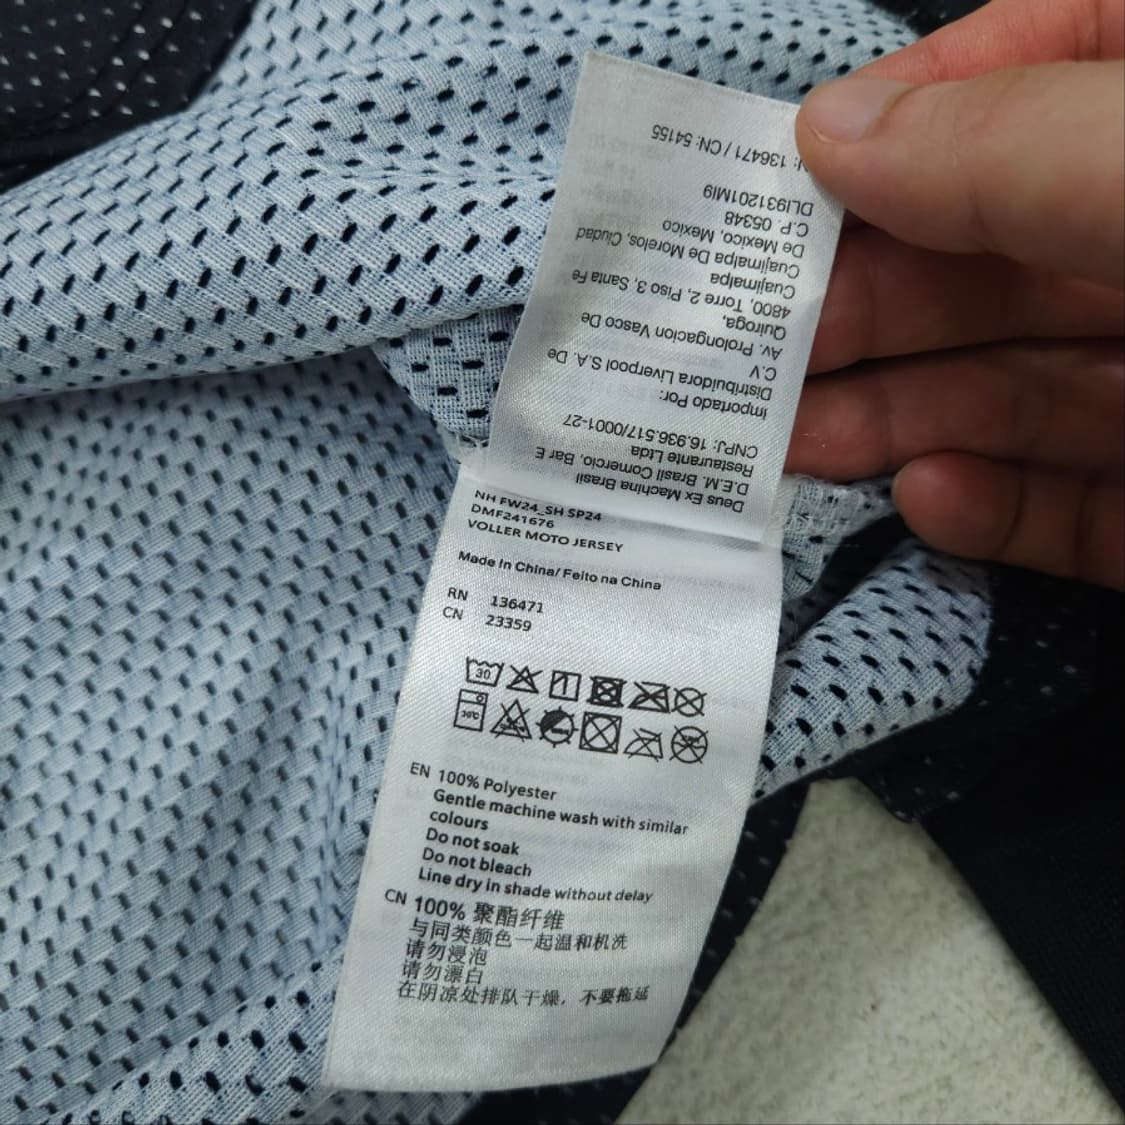 Deus Ex Machina Brasil
D.E.M. Brasil Comercio, Bar E
Restaurante Ltda
CNPJ: 16.936.517/0001-27
Importado Por:
Distribuidora Liverpool S.A. De
C.V
Av. Prolongacion Vasco De
Quiroga,
4800, Torre 2, Piso 3, Santa Fe
Cuajimalpa
Cuajimalpa De Morelos, Ciudad
De Mexico, Mexico,
C.P. 05348
DLI931201MI9
N: 136471 / CN: 54155
NH FW24_SH SP24
DMF241676
VOLLER MOTO JERSEY
Made In China/ Feito na China
RN 136471
CN 23359
30
EN 100% Polyester
Gentle machine wash with similar
colours
Do not soak
Do not bleach
Line dry in shade without delay
CN 100% 聚酯纤维
与同类颜色一起温和机洗
请勿浸泡
请勿漂白
在阴凉处排队干燥，不要拖延